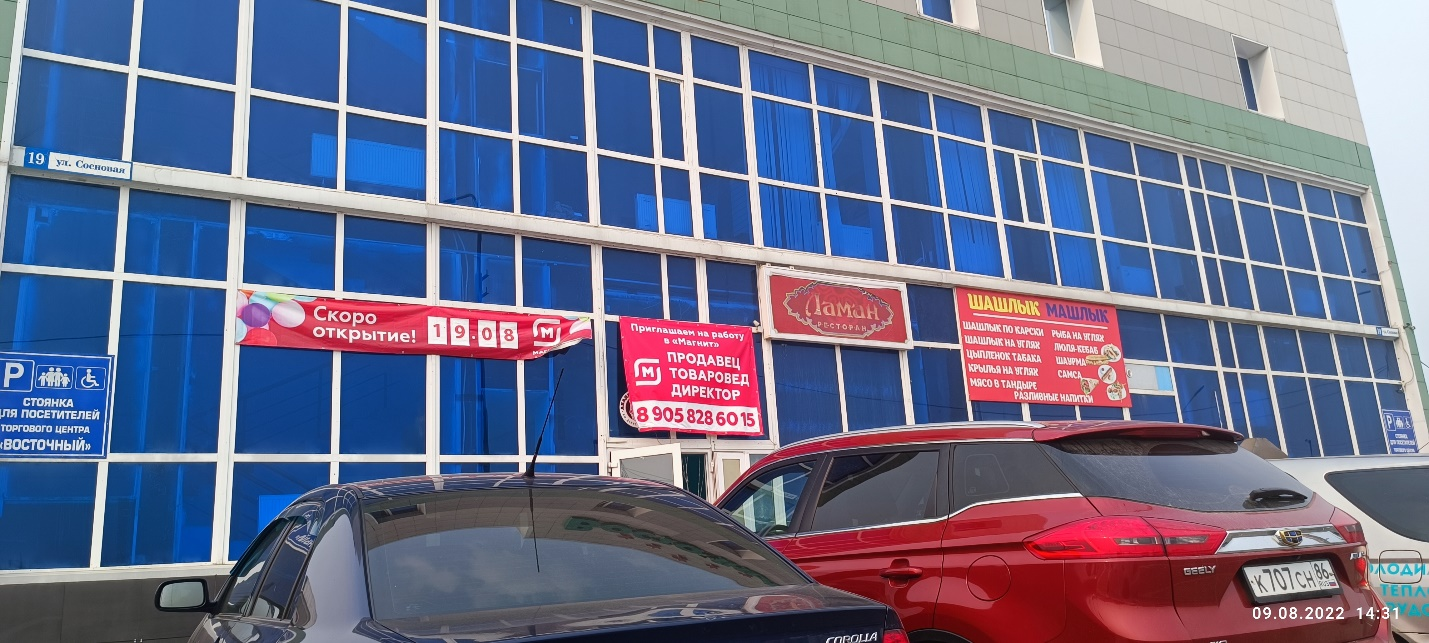 19 ул. Сосновая
Скоро
открытие! 19.08
М
Приглашаем на работу
в «Магнит»
М
ПРОДАВЕЦ
ТОВАРОВЕД
ДИРЕКТОР
8 905 828 60 15
Ламан
РЕСТОРАН
ШАШЛЫК МАШЛЫК
ШАШЛЫК ПО КАРСКИ
ШАШЛЫК НА УГЛЯХ
ЦЫПЛЕНОК ТАБАКА
КРЫЛЬЯ НА УГЛЯХ
МЯСО В ТАНДЫРЕ
РЫБА НА УГЛЯХ
ЛЮЛЯ-КЕБАБ
ШАУРМА
САМСА
РАЗЛИВНЫЕ НАПИТКИ
P
СТОЯНКА
ДЛЯ ПОСЕТИТЕЛЕЙ
ТОРГОВОГО ЦЕНТРА
«ВОСТОЧНЫЙ»
P
GEELY
К 707 СН 86
RUS
COROLLA
09.08.2022 14:31